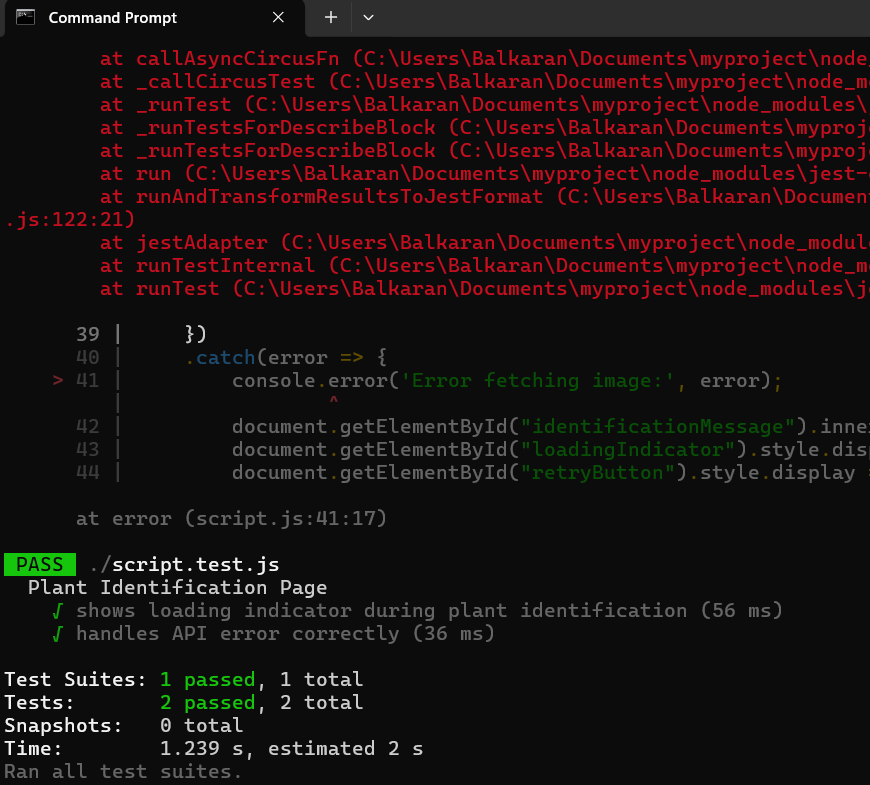 Command Prompt
at callAsyncCircusFn (C:\Users\Balkaran\Documents\myproject\node_
at _callCircusTest (C:\Users\Balkaran\Documents\myproject\node_m
at _runTest (C:\Users\Balkaran\Documents\myproject\node_modules\
at _runTestsForDescribeBlock (C:\Users\Balkaran\Documents\myproj
at _runTestsForDescribeBlock (C:\Users\Balkaran\Documents\myproj
at run (C:\Users\Balkaran\Documents\myproject\node_modules\jest-
at runAndTransformResultsToJestFormat (C:\Users\Balkaran\Documen
.js:122:21)
at jestAdapter (C:\Users\Balkaran\Documents\myproject\node_modul
at runTestInternal (C:\Users\Balkaran\Documents\myproject\node_m
at runTest (C:\Users\Balkaran\Documents\myproject\node_modules\j
39 | })
40 | .catch(error => {
> 41 | console.error('Error fetching image:', error);
| ^
42 | document.getElementById("identificationMessage").inne
43 | document.getElementById("loadingIndicator").style.dis
44 | document.getElementById("retryButton").style.display =
at error (script.js:41:17)
PASS ./script.test.js
Plant Identification Page
√ shows loading indicator during plant identification (56 ms)
√ handles API error correctly (36 ms)
Test Suites: 1 passed, 1 total
Tests: 2 passed, 2 total
Snapshots: 0 total
Time: 1.239 s, estimated 2 s
Ran all test suites.